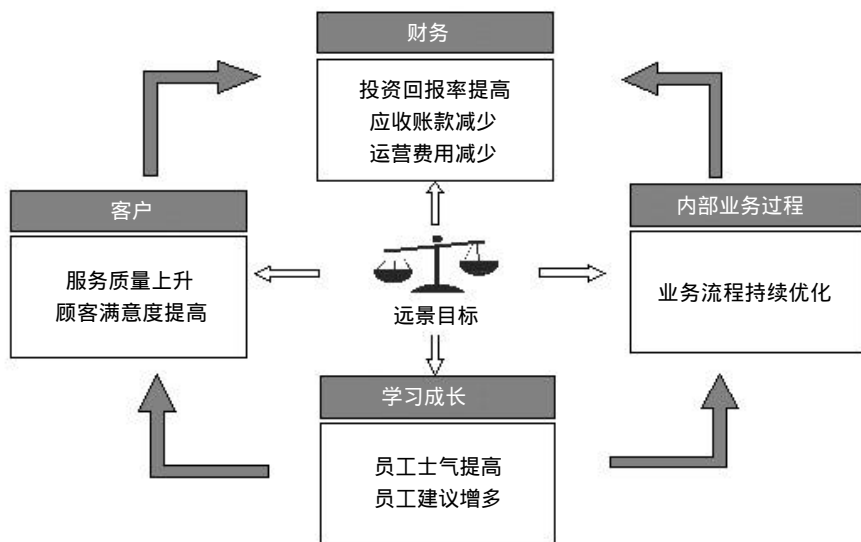 财务
投资回报率提高
应收账款减少
运营费用减少
客户
服务质量上升
顾客满意度提高
内部业务过程
业务流程持续优化
远景目标
学习成长
员工士气提高
员工建议增多